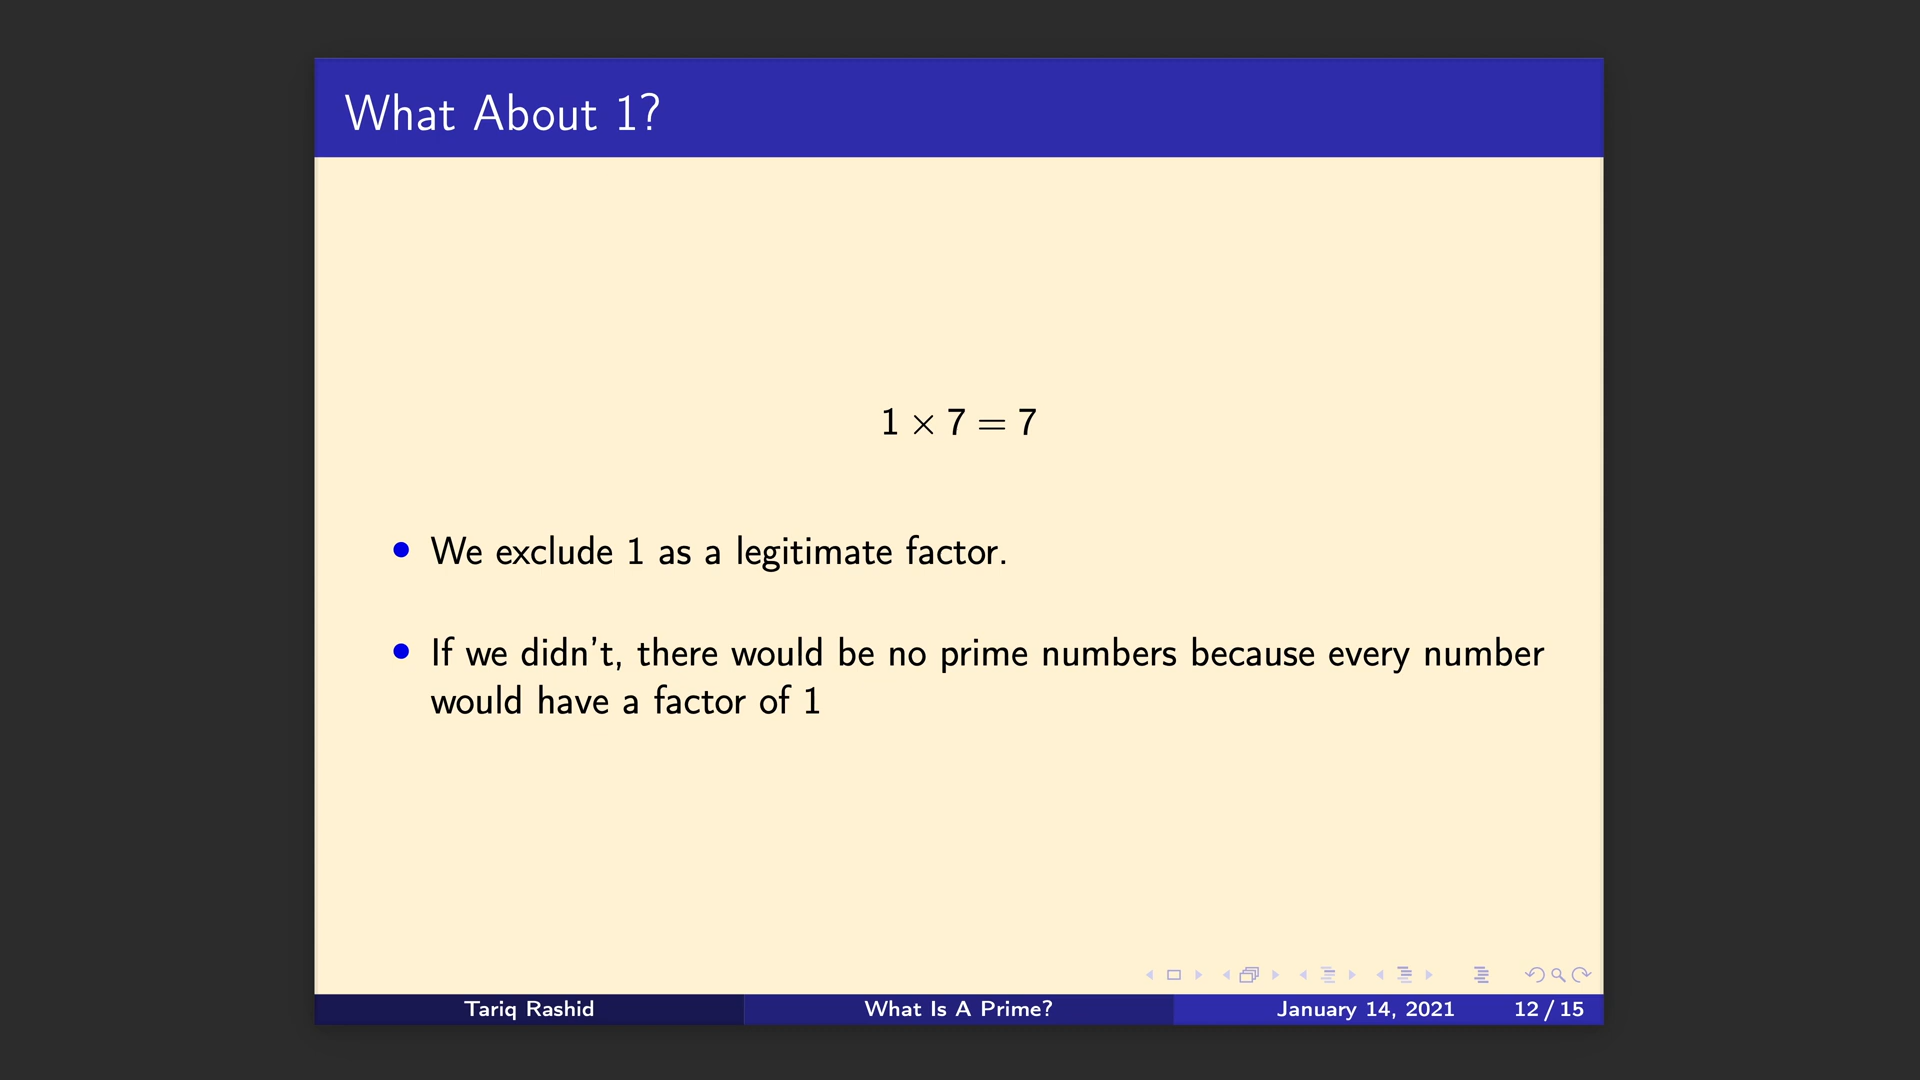 What About 1?
1 × 7 = 7
• We exclude 1 as a legitimate factor.
• If we didn't, there would be no prime numbers because every number
would have a factor of 1
Tariq Rashid What Is A Prime? January 14, 2021 12 / 15